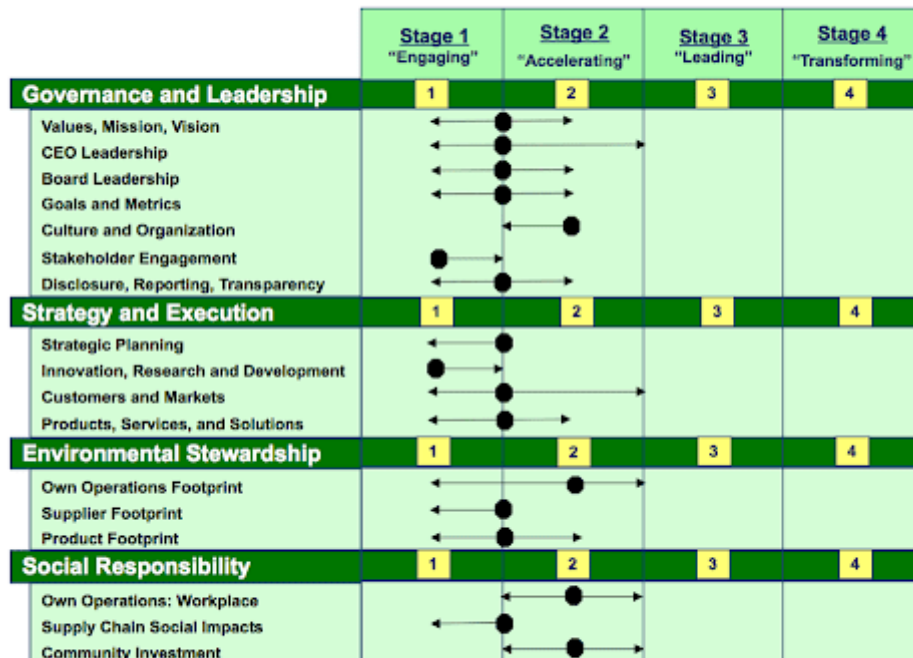 Stage 1 Stage 2 Stage 3 Stage 4
"Engaging" "Accelerating" "Leading" "Transforming"
Governance and Leadership 1 2 3 4
Values, Mission, Vision
CEO Leadership
Board Leadership
Goals and Metrics
Culture and Organization
Stakeholder Engagement
Disclosure, Reporting, Transparency
Strategy and Execution 1 2 3 4
Strategic Planning
Innovation, Research and Development
Customers and Markets
Products, Services, and Solutions
Environmental Stewardship 1 2 3 4
Own Operations Footprint
Supplier Footprint
Product Footprint
Social Responsibility 1 2 3 4
Own Operations: Workplace
Supply Chain Social Impacts
Community Investment